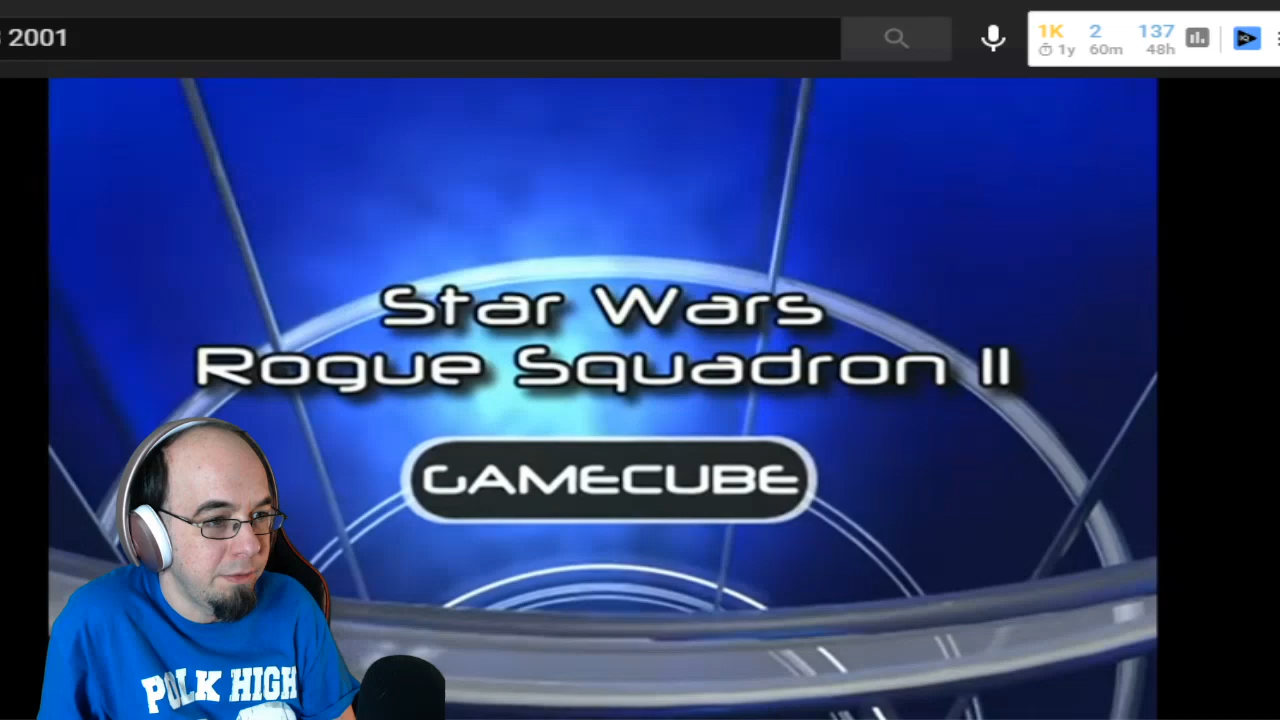 2001
1K 2 137
1y 60m 48h
Star Wars
Rogue Squadron II
GAMECUBE
POLK HIGH